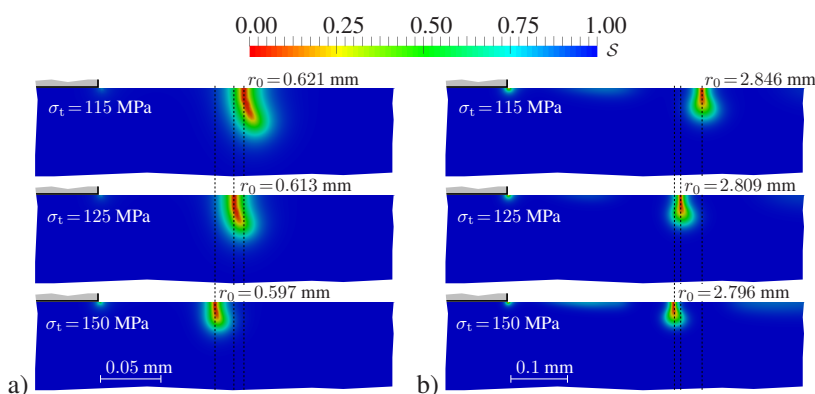 0.00 0.25 0.50 0.75 1.00
S
r₀ = 0.621 mm
σₜ = 115 MPa
r₀ = 0.613 mm
σₜ = 125 MPa
r₀ = 0.597 mm
σₜ = 150 MPa
0.05 mm
a)
r₀ = 2.846 mm
σₜ = 115 MPa
r₀ = 2.809 mm
σₜ = 125 MPa
r₀ = 2.796 mm
σₜ = 150 MPa
0.1 mm
b)